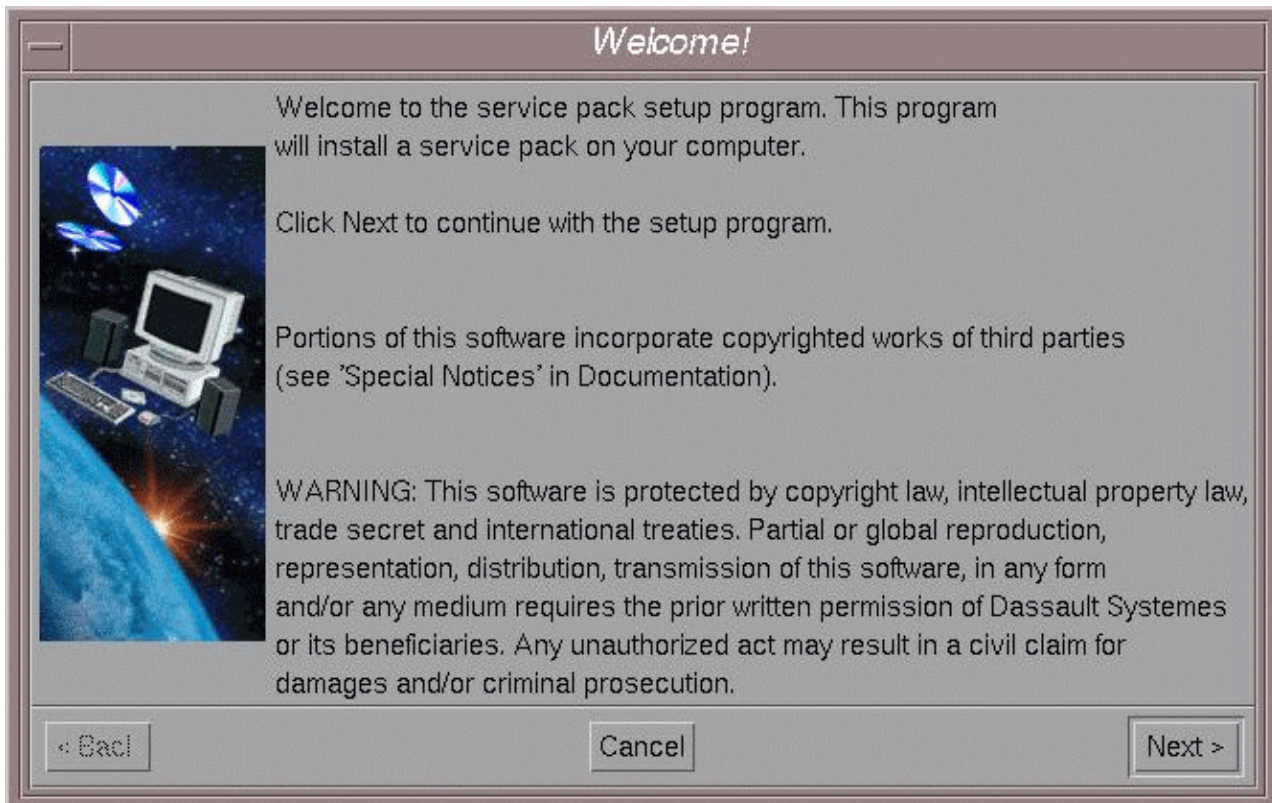 Welcome!
Welcome to the service pack setup program. This program
will install a service pack on your computer.
Click Next to continue with the setup program.
Portions of this software incorporate copyrighted works of third parties
(see 'Special Notices' in Documentation).
WARNING: This software is protected by copyright law, intellectual property law,
trade secret and international treaties. Partial or global reproduction,
representation, distribution, transmission of this software, in any form
and/or any medium requires the prior written permission of Dassault Systemes
or its beneficiaries. Any unauthorized act may result in a civil claim for
damages and/or criminal prosecution.
< Back
Cancel
Next >